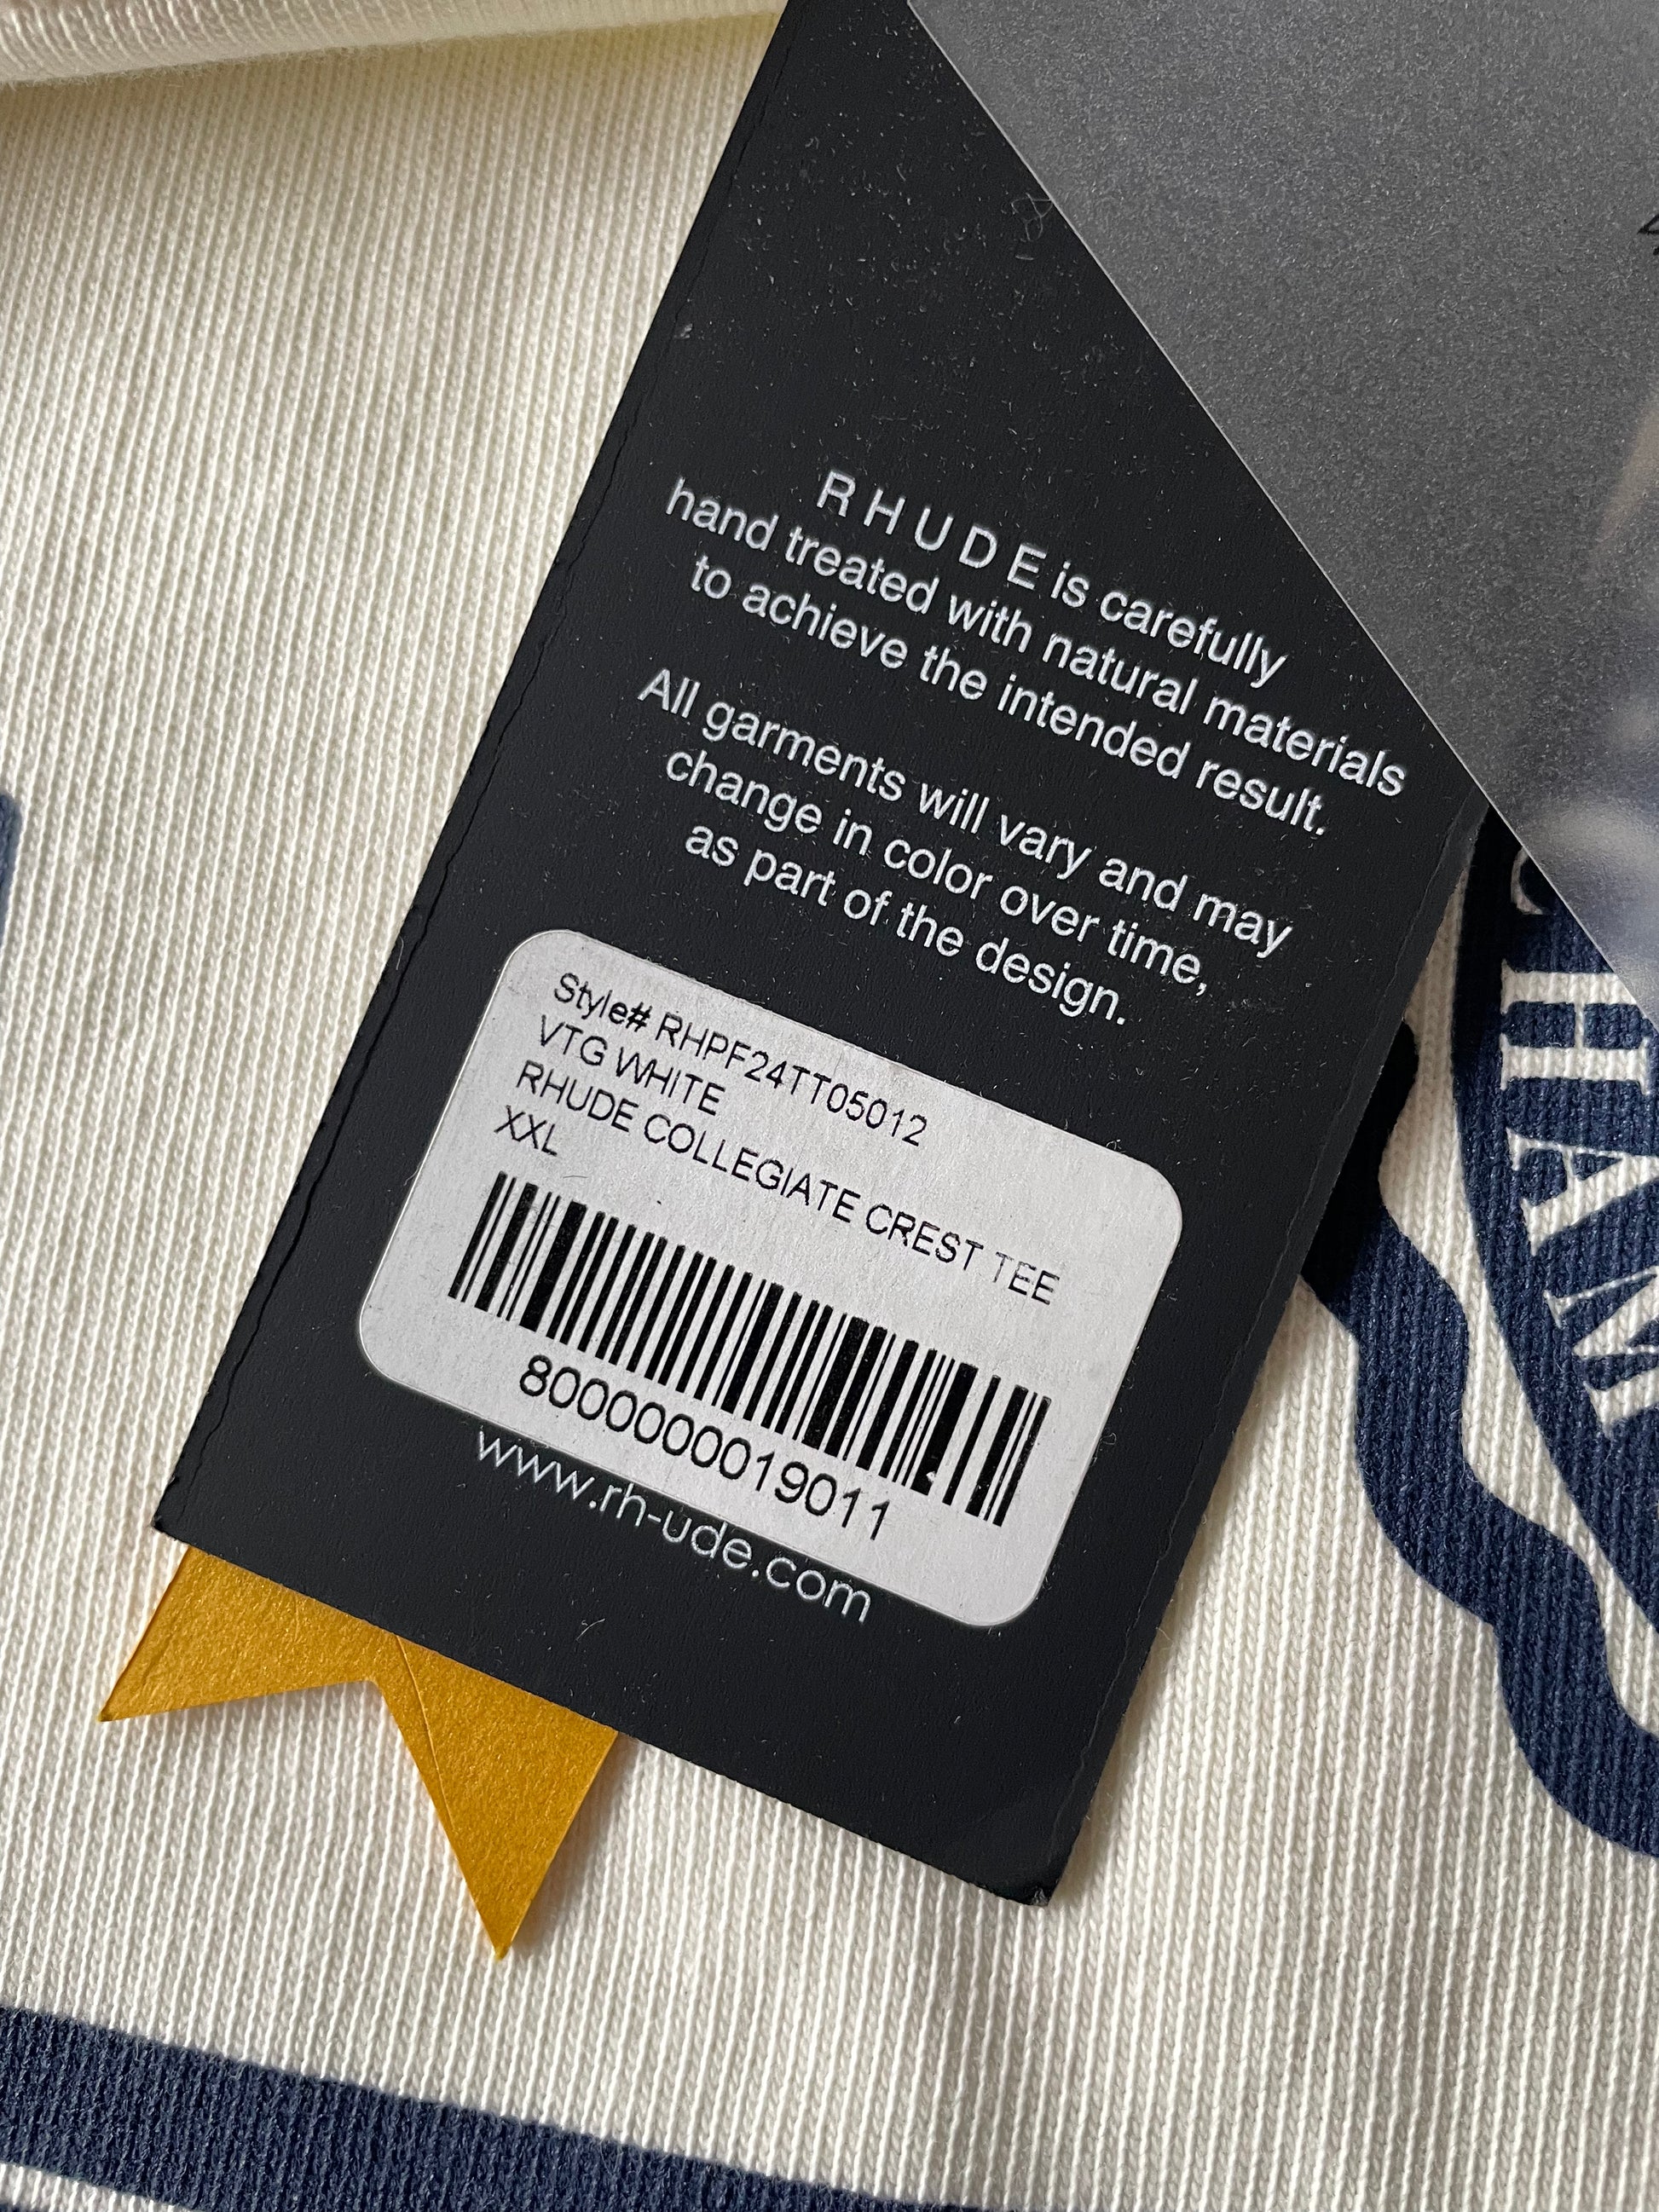 R H U D E is carefully
hand treated with natural materials
to achieve the intended result.
All garments will vary and may
change in color over time,
as part of the design.
Style# RHPF24TT05012
VTG WHITE
RHUDE COLLEGIATE CREST TEE
XXL
8000000019011
www.rh-ude.com
HAM